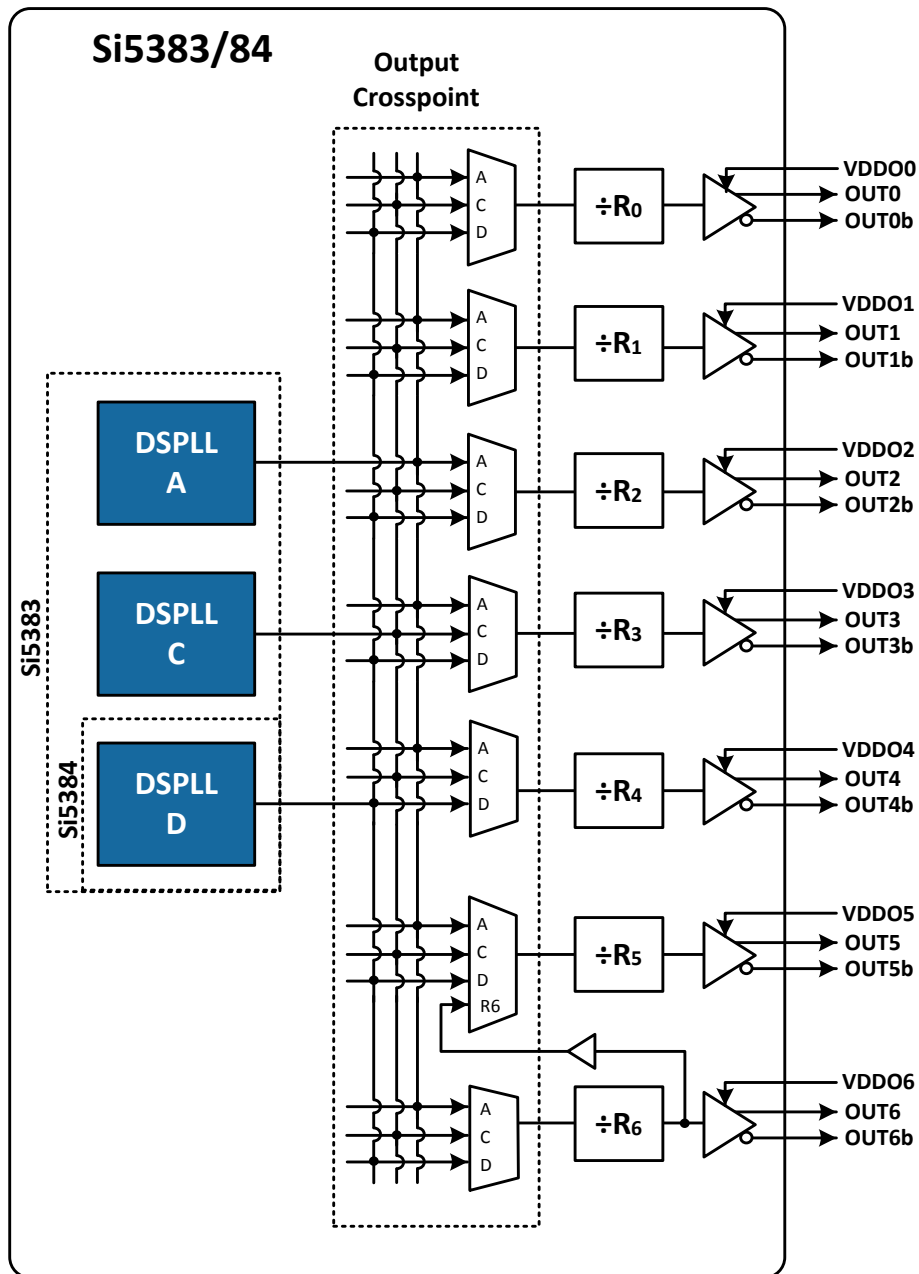 Si5383/84
Output
Crosspoint
A
C
D
÷R₀
VDDO0
OUT0
OUT0b
A
C
D
÷R₁
VDDO1
OUT1
OUT1b
DSPLL
A
A
C
D
÷R₂
VDDO2
OUT2
OUT2b
Si5383
DSPLL
C
A
C
D
÷R₃
VDDO3
OUT3
OUT3b
Si5384
DSPLL
D
A
C
D
÷R₄
VDDO4
OUT4
OUT4b
A
C
D
R6
÷R₅
VDDO5
OUT5
OUT5b
A
C
D
÷R₆
VDDO6
OUT6
OUT6b